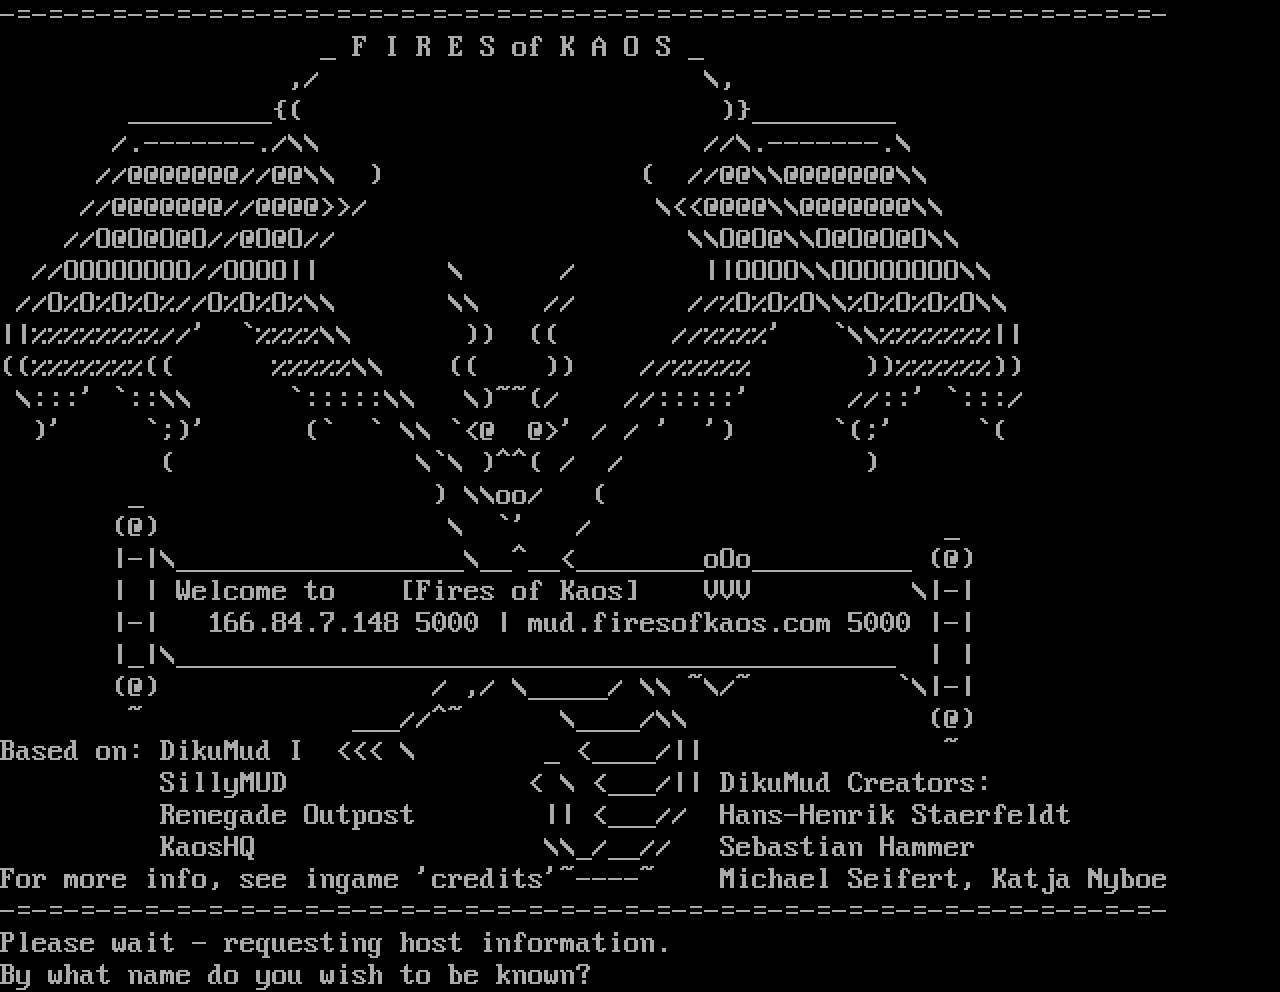 F I R E S of K A O S
Welcome to [Fires of Kaos]
166.84.7.148 5000 | mud.firesofkaos.com 5000
Based on: DikuMud I
SillyMUD
DikuMud Creators:
Renegade Outpost
Hans-Henrik Staerfeldt
KaosHQ
Sebastian Hammer
For more info, see ingame 'credits'
Michael Seifert, Katja Nyboe
Please wait - requesting host information.
By what name do you wish to be known?